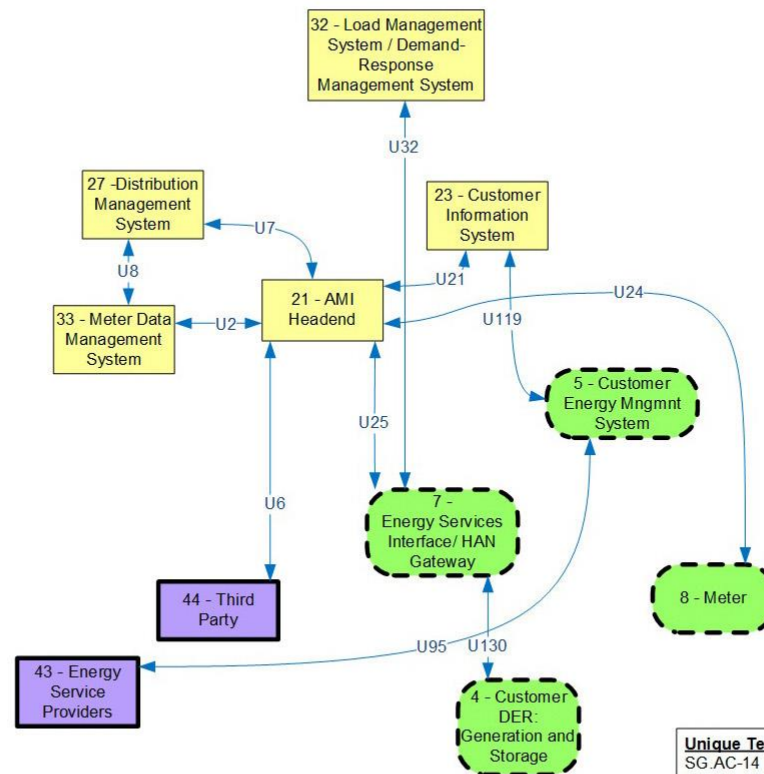 32 - Load Management
System / Demand-
Response
Management System
U32
27 -Distribution
Management
System
23 - Customer
Information
System
U7
U8
U21
U24
21 - AMI
Headend
33 - Meter Data
Management
System
U2
U119
5 - Customer
Energy Mngmnt
System
U25
7 -
Energy Services
Interface/ HAN
Gateway
U6
44 - Third
Party
8 - Meter
U95
U130
43 - Energy
Service
Providers
4 - Customer
DER:
Generation and
Storage
Unique Te
SG.AC-14